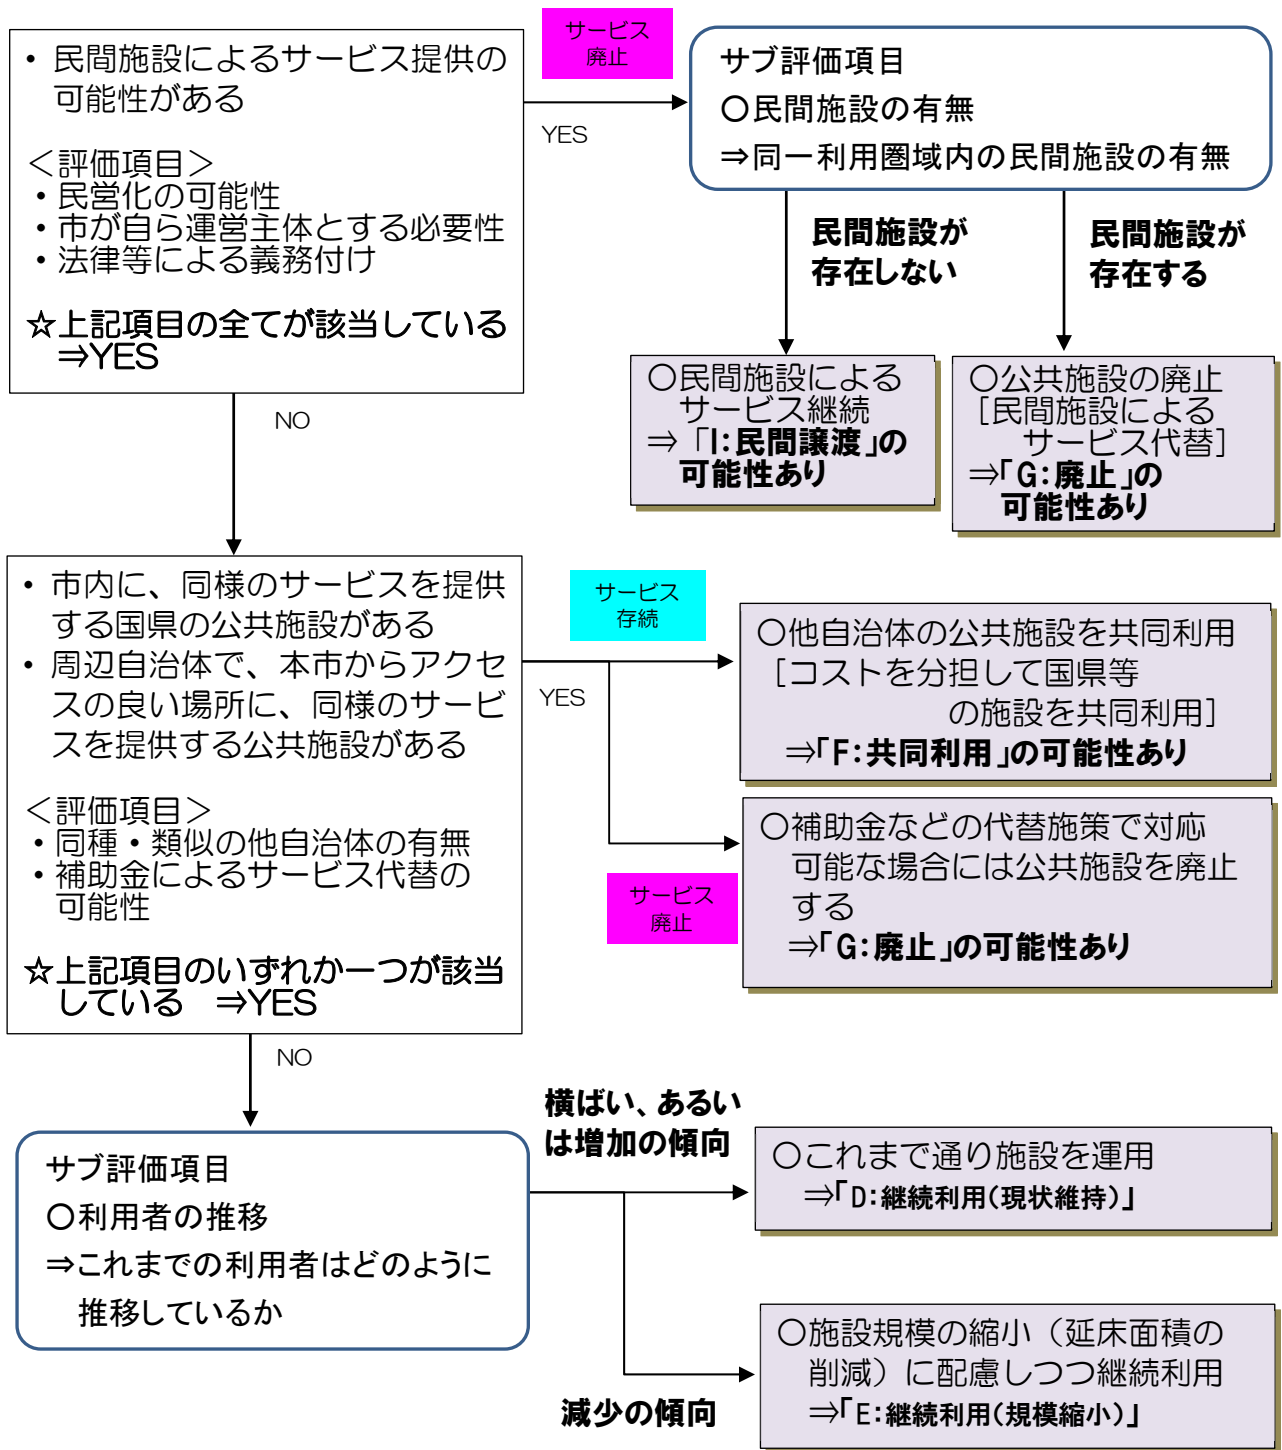 ・ 民間施設によるサービス提供の
可能性がある
＜評価項目＞
・民営化の可能性
・市が自ら運営主体とする必要性
・法律等による義務付け
☆上記項目の全てが該当している
⇒YES
サービス
廃止
YES
サブ評価項目
○民間施設の有無
⇒同一利用圏域内の民間施設の有無
民間施設が
存在しない
民間施設が
存在する
○民間施設による
サービス継続
⇒「I:民間譲渡」の
可能性あり
○公共施設の廃止
[民間施設による
サービス代替]
⇒「G:廃止」の
可能性あり
NO
・ 市内に、同様のサービスを提供
する国県の公共施設がある
・ 周辺自治体で、本市からアクセ
スの良い場所に、同様のサービ
スを提供する公共施設がある
＜評価項目＞
・同種・類似の他自治体の有無
・補助金によるサービス代替の
可能性
☆上記項目のいずれか一つが該当
している　⇒YES
サービス
存続
YES
○他自治体の公共施設を共同利用
[コストを分担して国県等
の施設を共同利用]
⇒「F:共同利用」の可能性あり
サービス
廃止
○補助金などの代替施策で対応
可能な場合には公共施設を廃止
する
⇒「G:廃止」の可能性あり
NO
サブ評価項目
○利用者の推移
⇒これまでの利用者はどのように
推移しているか
横ばい、あるい
は増加の傾向
○これまで通り施設を運用
⇒「D:継続利用(現状維持)」
減少の傾向
○施設規模の縮小（延床面積の
削減）に配慮しつつ継続利用
⇒「E:継続利用(規模縮小)」